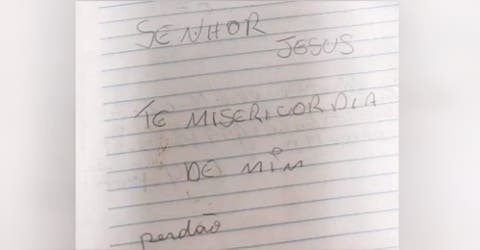 SENHOR
JESUS
TE MISERICORDIA
DE MIM
perdão